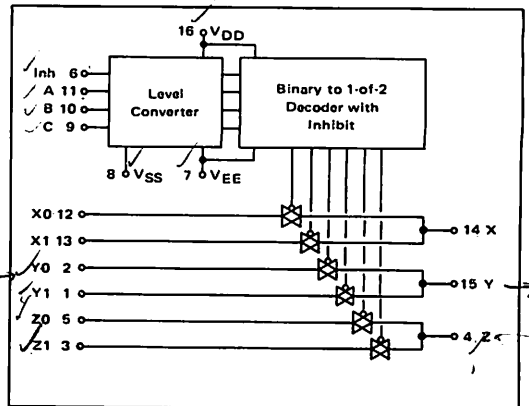 16 VDD
Inh 6
A 11
B 10
C 9
Level
Converter
Binary to 1-of-2
Decoder with
Inhibit
8 VSS
7 VEE
X0 12
X1 13
14 X
Y0 2
Y1 1
15 Y
Z0 5
Z1 3
4 Z